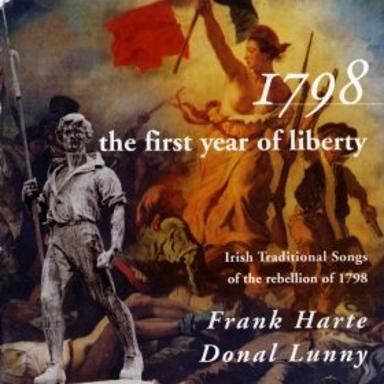 1798
the first year of liberty
Irish Traditional Songs
of the rebellion of 1798
Frank Harte
Donal Lunny